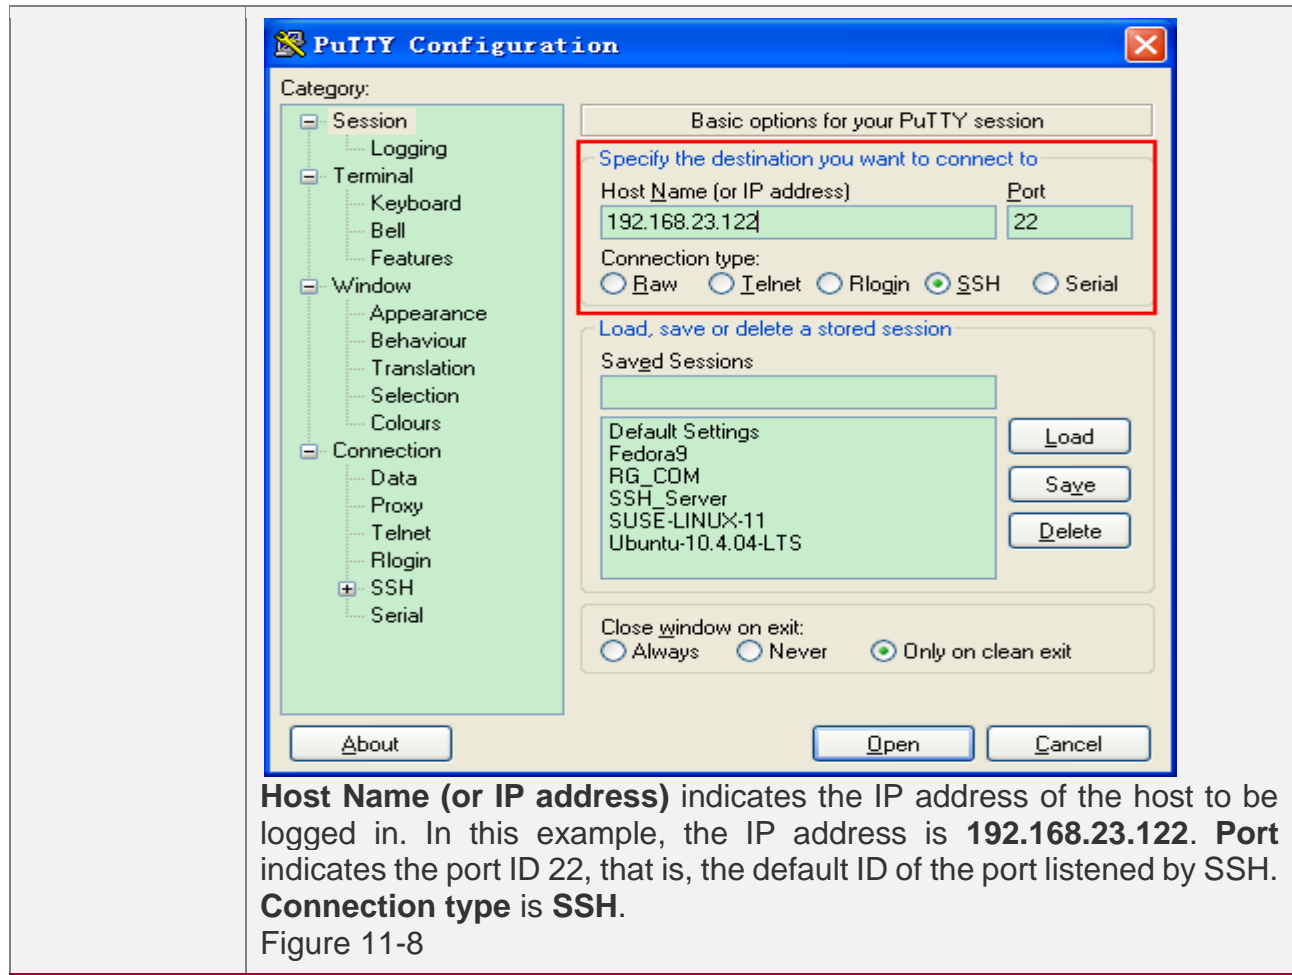 PuTTY Configuration
Category:
Session
Logging
Terminal
Keyboard
Bell
Features
Window
Appearance
Behaviour
Translation
Selection
Colours
Connection
Data
Proxy
Telnet
Rlogin
SSH
Serial
Basic options for your PuTTY session
Specify the destination you want to connect to
Host Name (or IP address) Port
192.168.23.122 22
Connection type:
Raw Telnet Rlogin SSH Serial
Load, save or delete a stored session
Saved Sessions
Default Settings
Fedora9
RG_COM
SSH_Server
SUSE-LINUX-11
Ubuntu-10.4.04-LTS
Load
Save
Delete
Close window on exit:
Always Never Only on clean exit
About Open Cancel
Host Name (or IP address) indicates the IP address of the host to be
logged in. In this example, the IP address is 192.168.23.122. Port
indicates the port ID 22, that is, the default ID of the port listened by SSH.
Connection type is SSH.
Figure 11-8